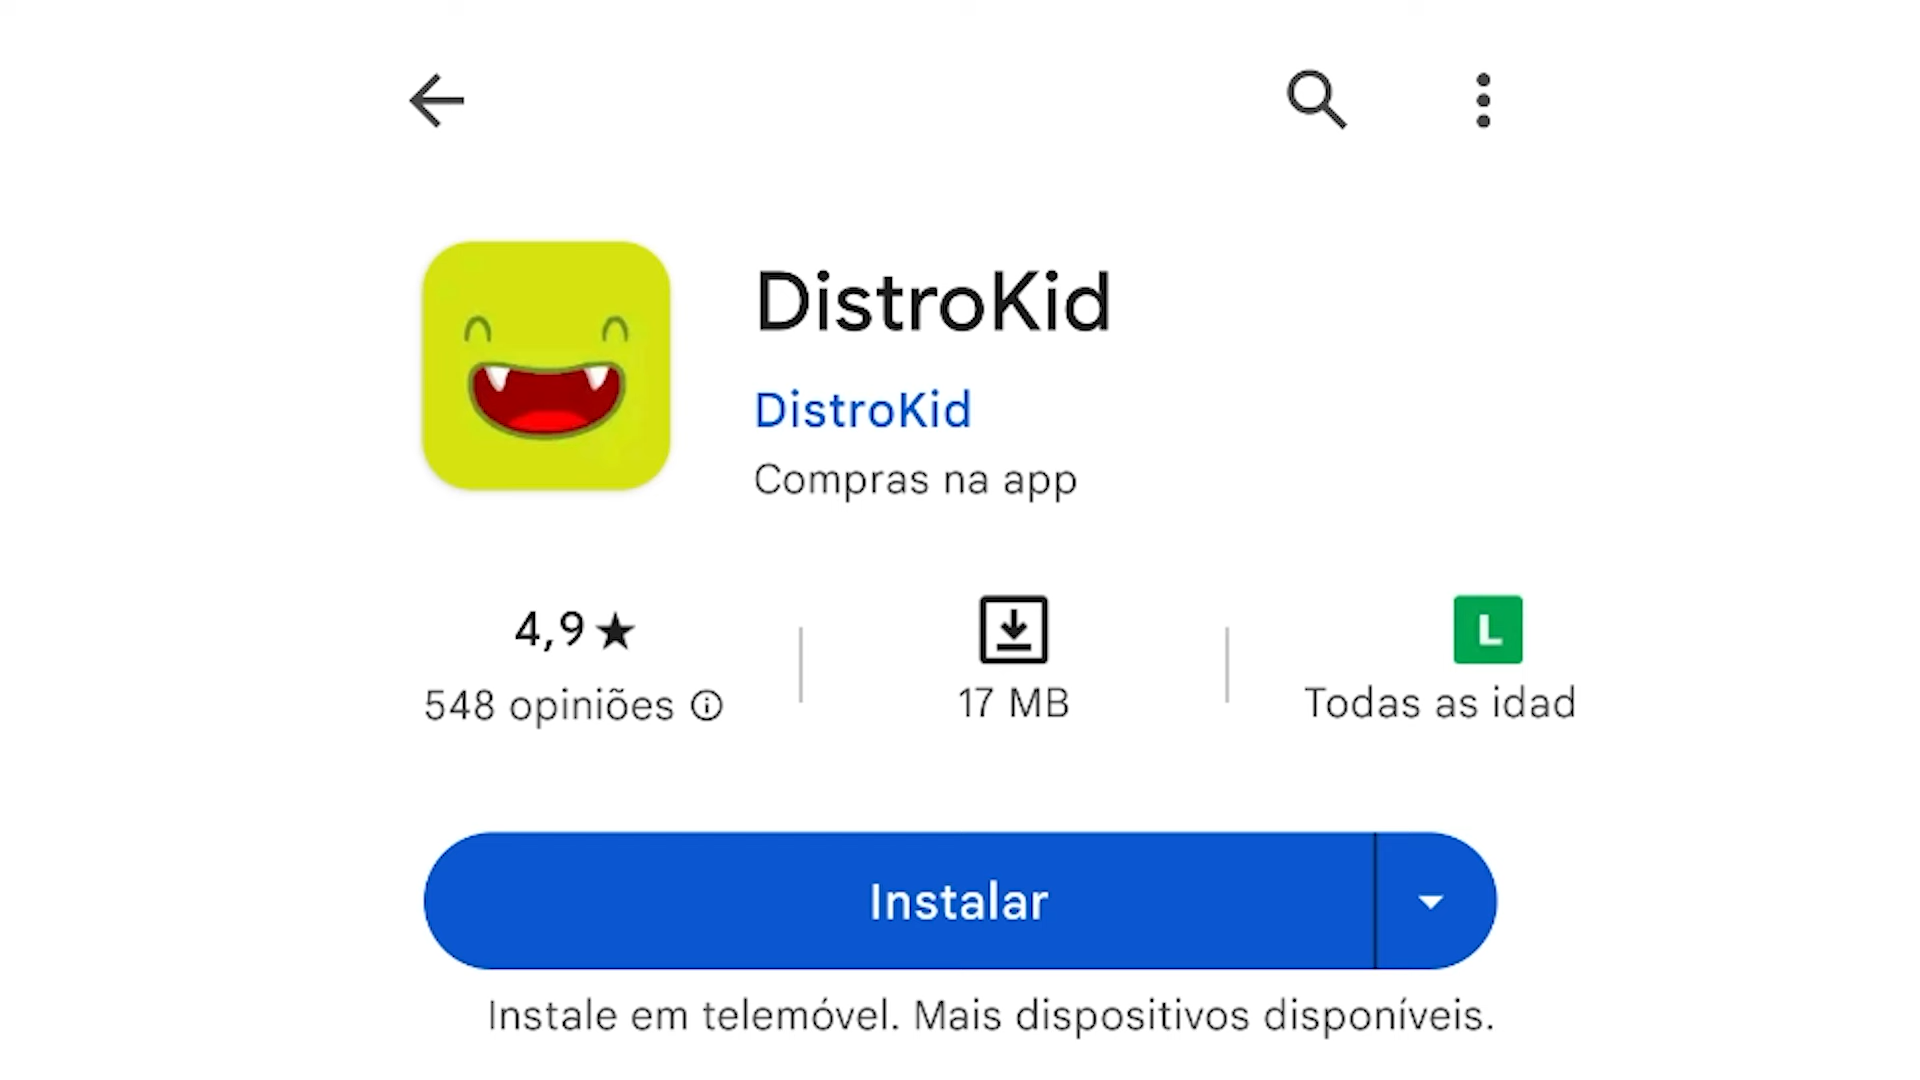 DistroKid
DistroKid
Compras na app
4,9★
548 opiniões
17 MB
L
Todas as idad
Instalar
Instale em telemóvel. Mais dispositivos disponíveis.